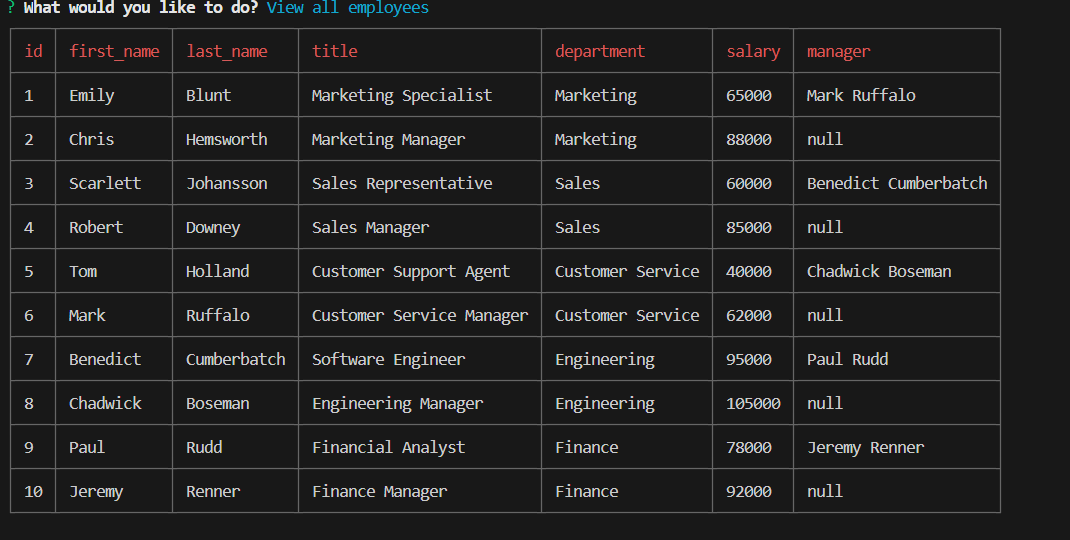 ? What would you like to do? View all employees
id first_name last_name title department salary manager
1 Emily Blunt Marketing Specialist Marketing 65000 Mark Ruffalo
2 Chris Hemsworth Marketing Manager Marketing 88000 null
3 Scarlett Johansson Sales Representative Sales 60000 Benedict Cumberbatch
4 Robert Downey Sales Manager Sales 85000 null
5 Tom Holland Customer Support Agent Customer Service 40000 Chadwick Boseman
6 Mark Ruffalo Customer Service Manager Customer Service 62000 null
7 Benedict Cumberbatch Software Engineer Engineering 95000 Paul Rudd
8 Chadwick Boseman Engineering Manager Engineering 105000 null
9 Paul Rudd Financial Analyst Finance 78000 Jeremy Renner
10 Jeremy Renner Finance Manager Finance 92000 null